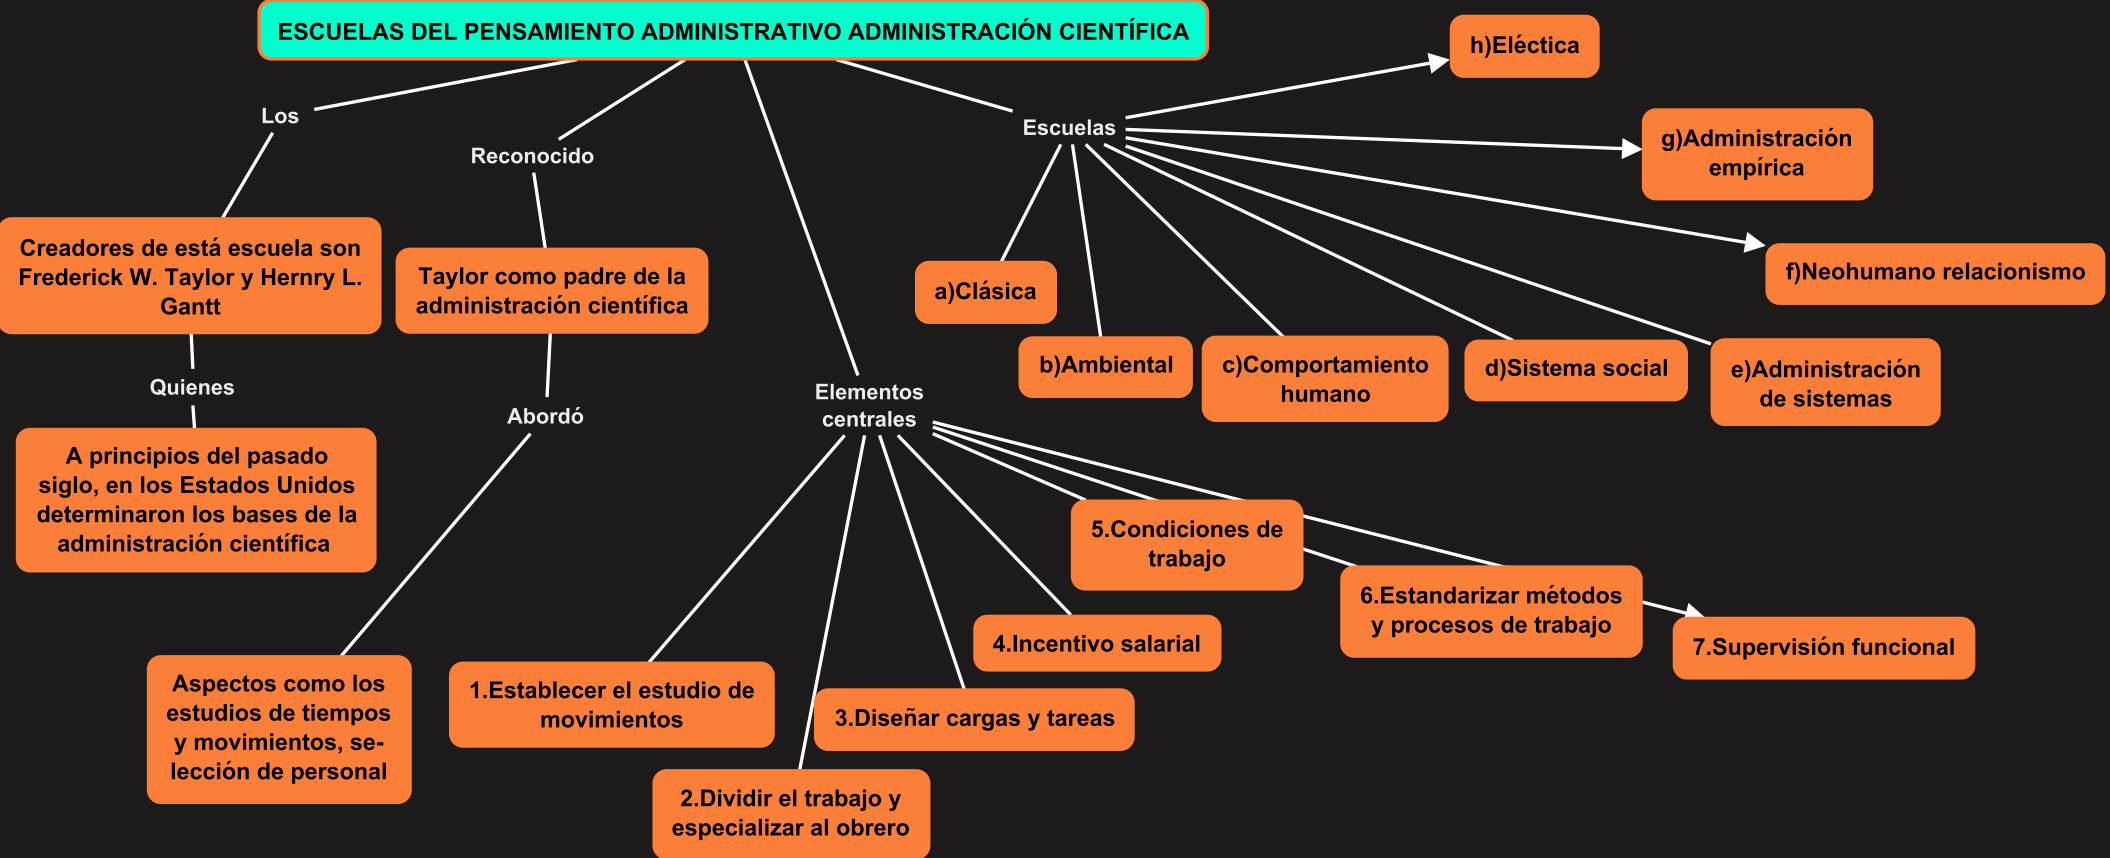 ESCUELAS DEL PENSAMIENTO ADMINISTRATIVO ADMINISTRACIÓN CIENTÍFICA
Los
Creadores de está escuela son
Frederick W. Taylor y Hernry L.
Gantt
Quienes
A principios del pasado
siglo, en los Estados Unidos
determinaron los bases de la
administración científica
Reconocido
Taylor como padre de la
administración científica
Abordó
Aspectos como los
estudios de tiempos
y movimientos, se-
lección de personal
Elementos
centrales
1.Establecer el estudio de
movimientos
2.Dividir el trabajo y
especializar al obrero
3.Diseñar cargas y tareas
4.Incentivo salarial
5.Condiciones de
trabajo
6.Estandarizar métodos
y procesos de trabajo
7.Supervisión funcional
Escuelas
a)Clásica
b)Ambiental
c)Comportamiento
humano
d)Sistema social
e)Administración
de sistemas
f)Neohumano relacionismo
g)Administración
empírica
h)Eléctica